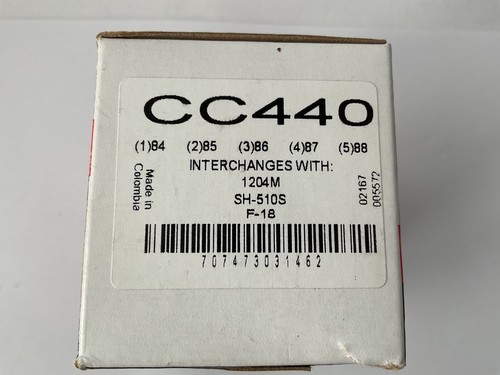 CC440
(1)84 (2)85 (3)86 (4)87 (5)88
INTERCHANGES WITH:
1204M
SH-510S
F-18
Made in
Colombia
02167
005572
707473031462